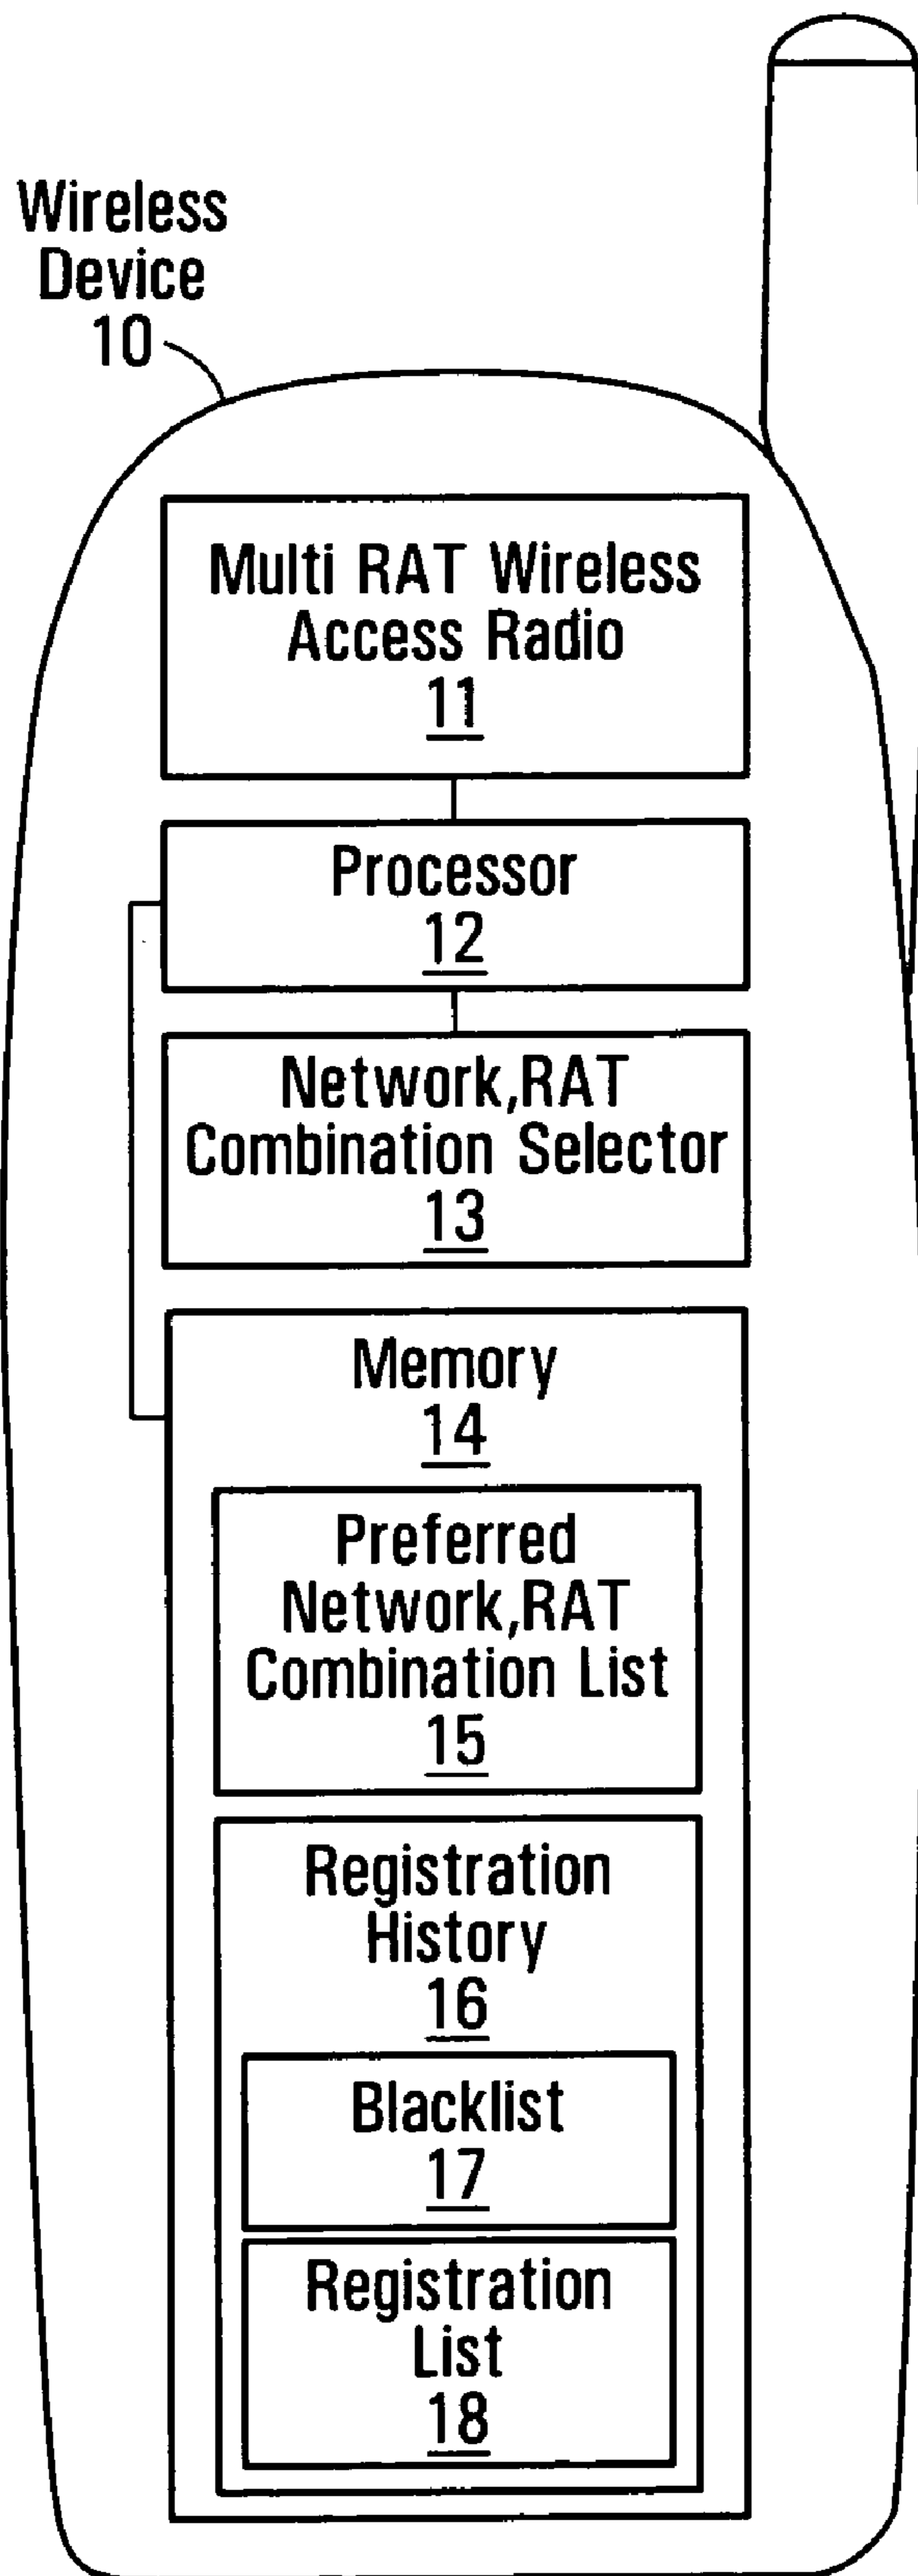 Wireless
Device
10
Multi RAT Wireless
Access Radio
11
Processor
12
Network,RAT
Combination Selector
13
Memory
14
Preferred
Network,RAT
Combination List
15
Registration
History
16
Blacklist
17
Registration
List
18